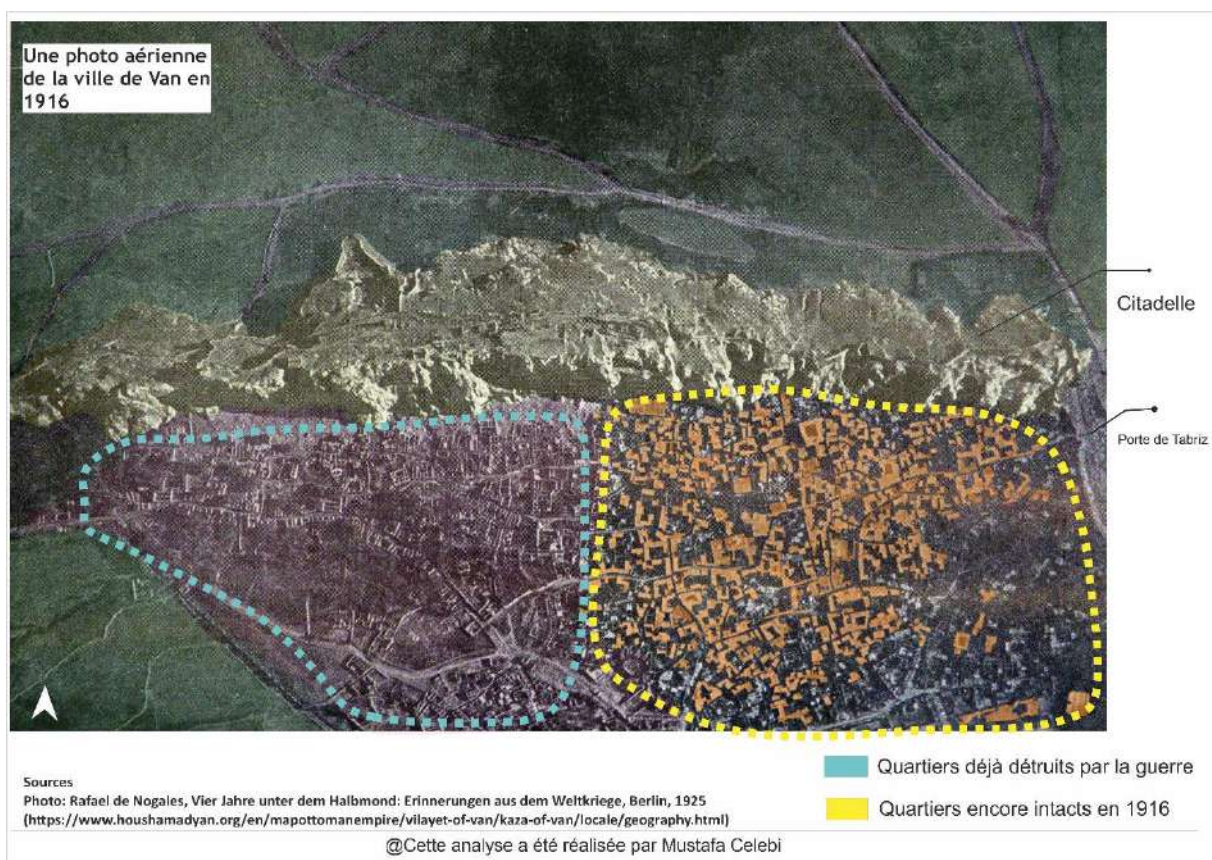 Une photo aérienne
de la ville de Van en
1916
Citadelle
Porte de Tabriz
Quartiers déjà détruits par la guerre
Quartiers encore intacts en 1916
Sources
Photo: Rafael de Nogales, Vier Jahre unter dem Halbmond: Erinnerungen aus dem Weltkriege, Berlin, 1925
(https://www.houshamadyan.org/en/mapottomanempire/vilayet-of-van/kaza-of-van/locale/geography.html)
@Cette analyse a été réalisée par Mustafa Celebi